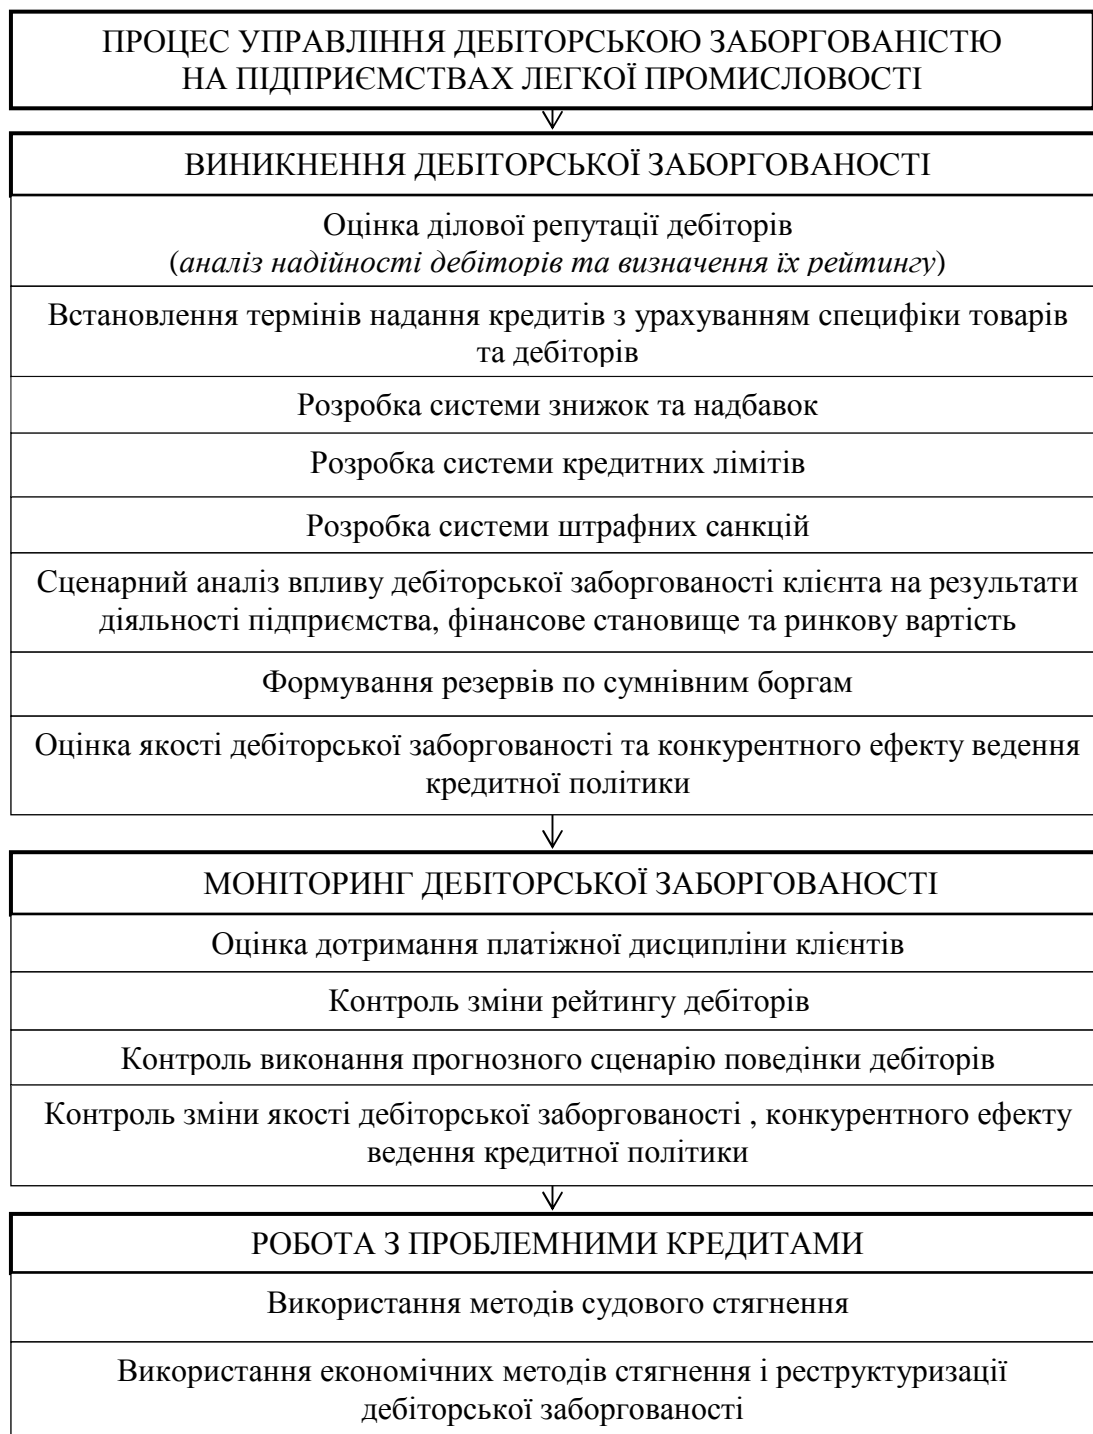 ПРОЦЕС УПРАВЛІННЯ ДЕБІТОРСЬКОЮ ЗАБОРГОВАНІСТЮ
НА ПІДПРИЄМСТВАХ ЛЕГКОЇ ПРОМИСЛОВОСТІ
ВИНИКНЕННЯ ДЕБІТОРСЬКОЇ ЗАБОРГОВАНОСТІ
Оцінка ділової репутації дебіторів
(аналіз надійності дебіторів та визначення їх рейтингу)
Встановлення термінів надання кредитів з урахуванням специфіки товарів
та дебіторів
Розробка системи знижок та надбавок
Розробка системи кредитних лімітів
Розробка системи штрафних санкцій
Сценарний аналіз впливу дебіторської заборгованості клієнта на результати
діяльності підприємства, фінансове становище та ринкову вартість
Формування резервів по сумнівним боргам
Оцінка якості дебіторської заборгованості та конкурентного ефекту ведення
кредитної політики
МОНІТОРИНГ ДЕБІТОРСЬКОЇ ЗАБОРГОВАНОСТІ
Оцінка дотримання платіжної дисципліни клієнтів
Контроль зміни рейтингу дебіторів
Контроль виконання прогнозного сценарію поведінки дебіторів
Контроль зміни якості дебіторської заборгованості , конкурентного ефекту
ведення кредитної політики
РОБОТА З ПРОБЛЕМНИМИ КРЕДИТАМИ
Використання методів судового стягнення
Використання економічних методів стягнення і реструктуризації
дебіторської заборгованості